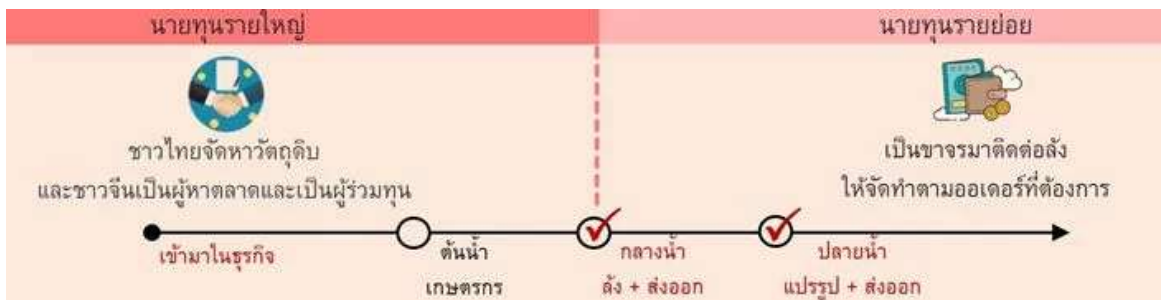 นายทุนรายใหญ่
นายทุนรายย่อย
ชาวไทยจัดหาวัตถุดิบ
และชาวจีนเป็นผู้หาตลาดและเป็นผู้ร่วมทุน
เป็นขาจรมาติดต่อลัง
ให้จัดทำตามออเดอร์ที่ต้องการ
เข้ามาในธุรกิจ
ต้นน้ำ
เกษตรกร
กลางน้ำ
ลัง + ส่งออก
ปลายน้ำ
แปรรูป + ส่งออก